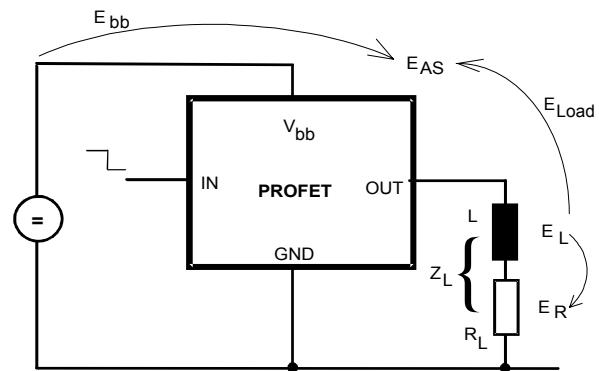 E bb
E AS
E Load
V bb
IN
PROFET
OUT
=
L
E L
GND
Z L
{
E R
R L